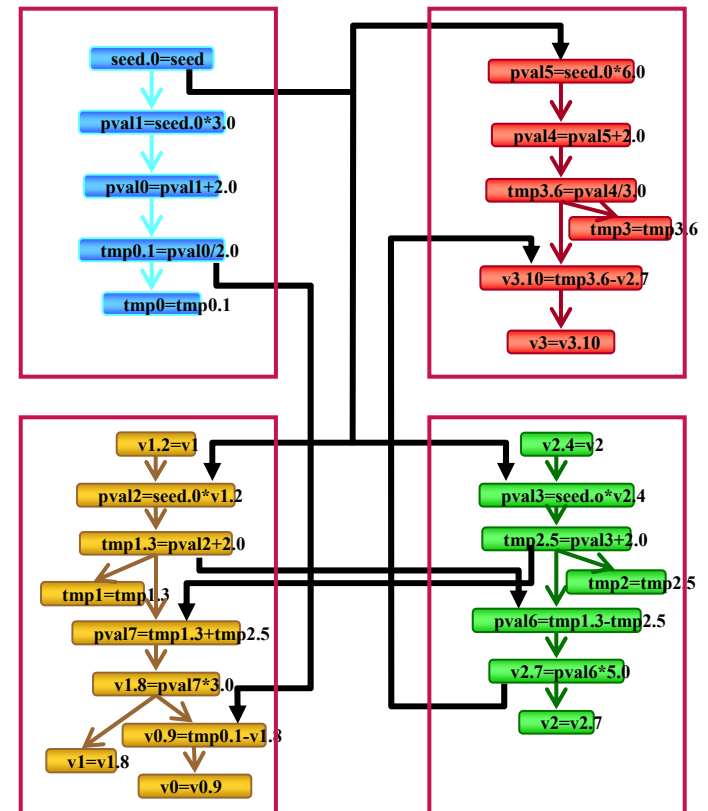 seed.0=seed
pval1=seed.0*3.0
pval0=pval1+2.0
tmp0.1=pval0/2.0
tmp0=tmp0.1
pval5=seed.0*6.0
pval4=pval5+2.0
tmp3.6=pval4/3.0
tmp3=tmp3.6
v3.10=tmp3.6-v2.7
v3=v3.10
v1.2=v1
pval2=seed.0*v1.2
tmp1.3=pval2+2.0
tmp1=tmp1.3
pval7=tmp1.3+tmp2.5
v1.8=pval7*3.0
v0.9=tmp0.1-v1.8
v1=v1.8
v0=v0.9
v2.4=v2
pval3=seed.o*v2.4
tmp2.5=pval3+2.0
tmp2=tmp2.5
pval6=tmp1.3-tmp2.5
v2.7=pval6*5.0
v2=v2.7